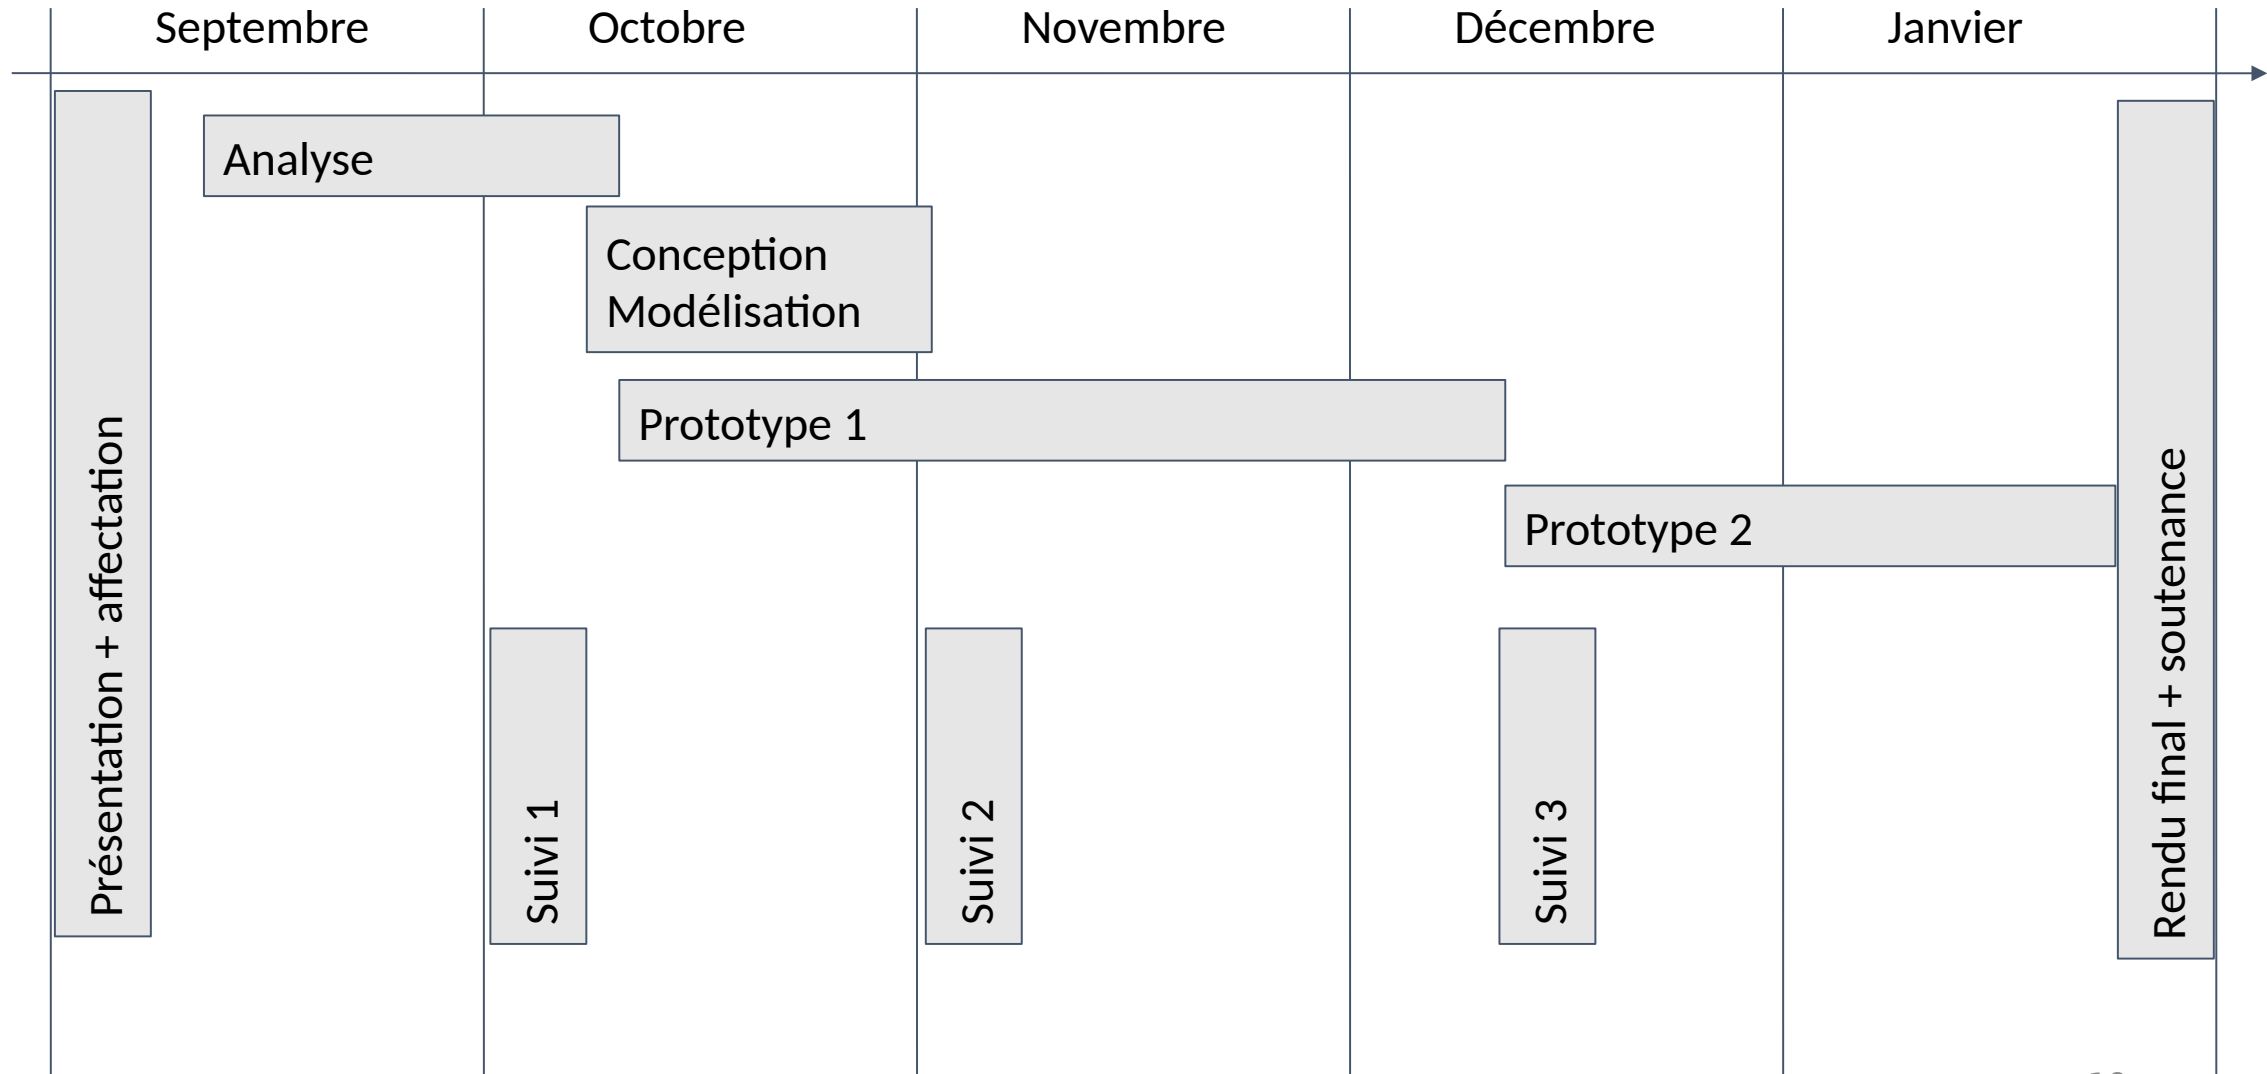 Septembre
Octobre
Novembre
Décembre
Janvier
Analyse
Conception
Modélisation
Prototype 1
Prototype 2
Présentation + affectation
Suivi 1
Suivi 2
Suivi 3
Rendu final + soutenance